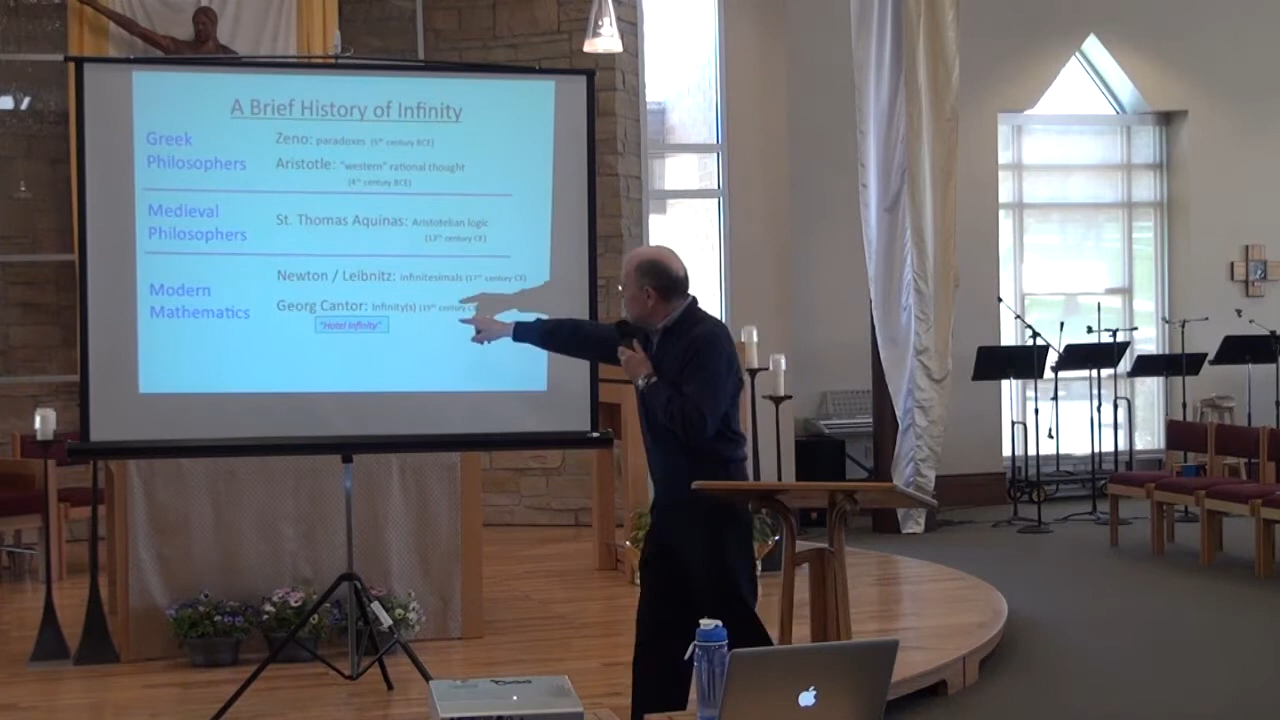 A Brief History of Infinity
Greek
Philosophers
Zeno: paradoxes (5th century BCE)
Aristotle: "western" rational thought
(4th century BCE)
Medieval
Philosophers
St. Thomas Aquinas: Aristotelian logic
(13th century CE)
Modern
Mathematics
Newton / Leibnitz: infinitesimals (17th century CE)
Georg Cantor: Infinity(s) (19th century
"Hotel Infinity"